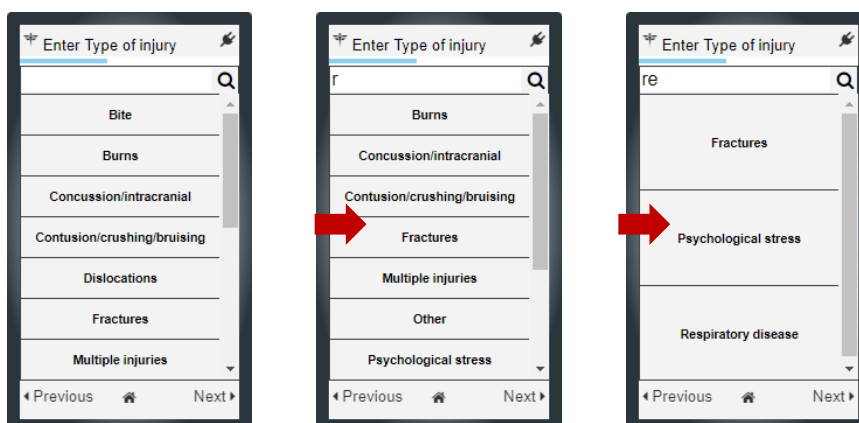 Enter Type of injury
Bite
Burns
Concussion/intracranial
Contusion/crushing/bruising
Dislocations
Fractures
Multiple injuries
Previous
Next
Enter Type of injury
r
Burns
Concussion/intracranial
Contusion/crushing/bruising
Fractures
Multiple injuries
Other
Psychological stress
Previous
Next
Enter Type of injury
re
Fractures
Psychological stress
Respiratory disease
Previous
Next